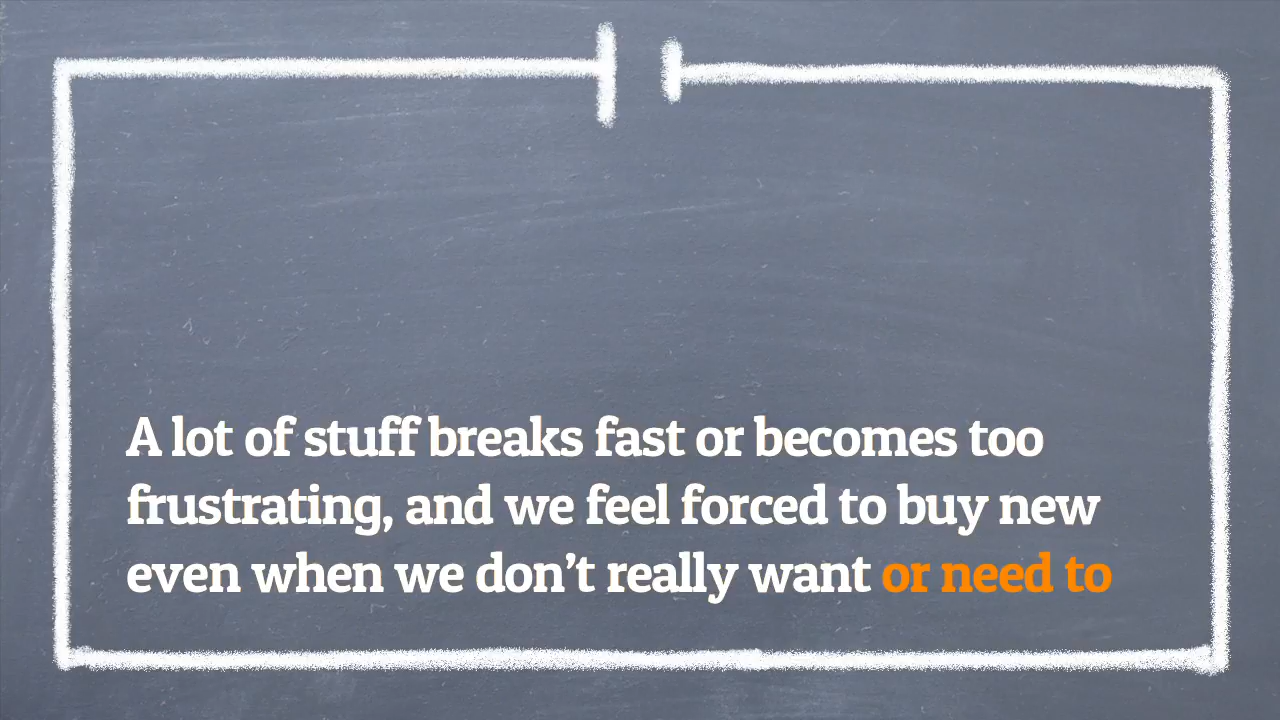 A lot of stuff breaks fast or becomes too
frustrating, and we feel forced to buy new
even when we don’t really want or need to